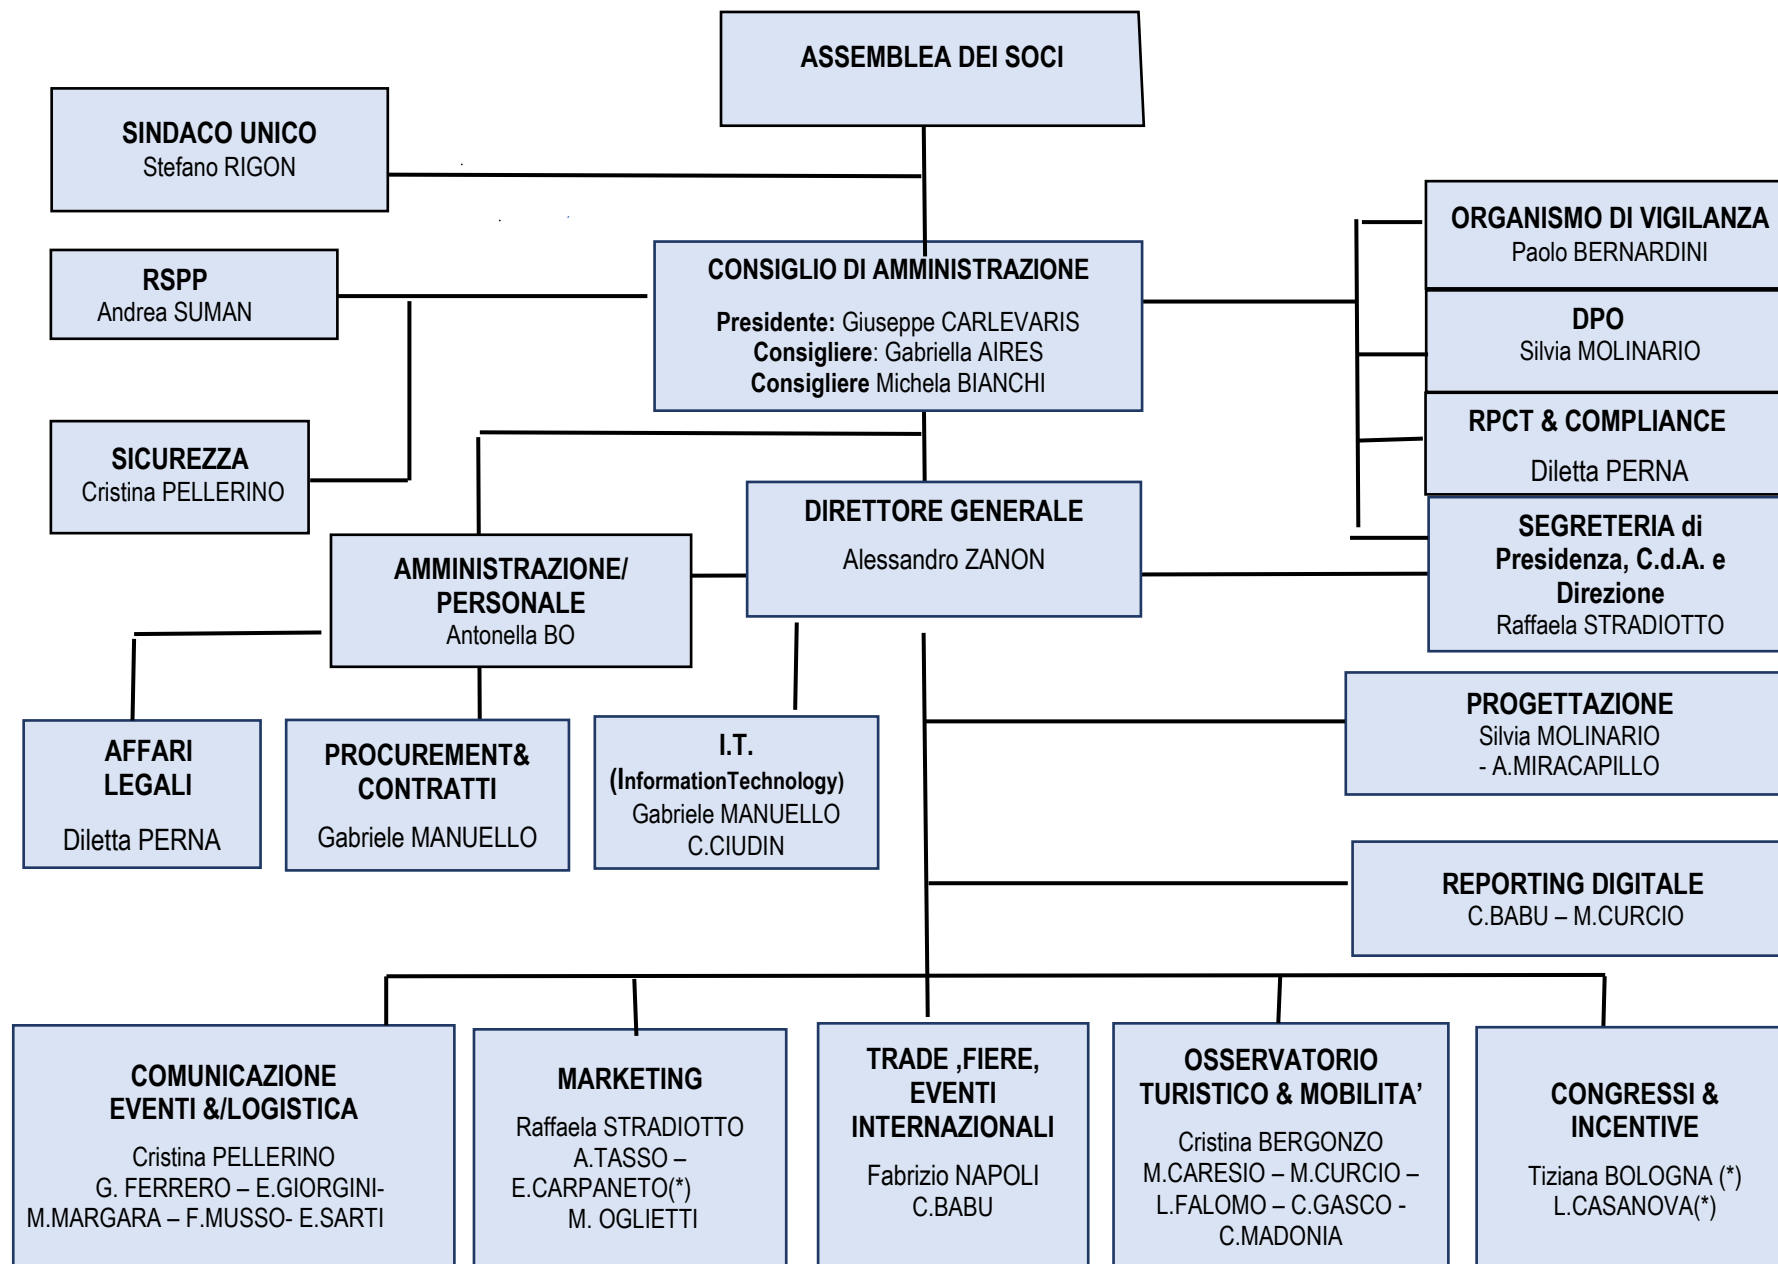 ASSEMBLEA DEI SOCI
SINDACO UNICO
Stefano RIGON
ORGANISMO DI VIGILANZA
Paolo BERNARDINI
RSPP
Andrea SUMAN
CONSIGLIO DI AMMINISTRAZIONE
Presidente: Giuseppe CARLEVARIS
Consigliere: Gabriella AIRES
Consigliere Michela BIANCHI
DPO
Silvia MOLINARIO
RPCT & COMPLIANCE
Diletta PERNA
SICUREZZA
Cristina PELLERINO
DIRETTORE GENERALE
Alessandro ZANON
SEGRETERIA di
Presidenza, C.d.A. e
Direzione
Raffaela STRADIOTTO
AMMINISTRAZIONE/
PERSONALE
Antonella BO
PROGETTAZIONE
Silvia MOLINARIO
- A.MIRACAPILLO
AFFARI
LEGALI
Diletta PERNA
PROCUREMENT&
CONTRATTI
Gabriele MANUELLO
I.T.
(InformationTechnology)
Gabriele MANUELLO
C.CIUDIN
REPORTING DIGITALE
C.BABU – M.CURCIO
COMUNICAZIONE
EVENTI &/LOGISTICA
Cristina PELLERINO
G. FERRERO – E.GIORGINI-
M.MARGARA – F.MUSSO- E.SARTI
MARKETING
Raffaela STRADIOTTO
A.TASSO –
E.CARPANETO(*)
M. OGLIETTI
TRADE ,FIERE,
EVENTI
INTERNAZIONALI
Fabrizio NAPOLI
C.BABU
OSSERVATORIO
TURISTICO & MOBILITA’
Cristina BERGONZO
M.CARESIO – M.CURCIO –
L.FALOMO – C.GASCO -
C.MADONIA
CONGRESSI &
INCENTIVE
Tiziana BOLOGNA (*)
L.CASANOVA(*)